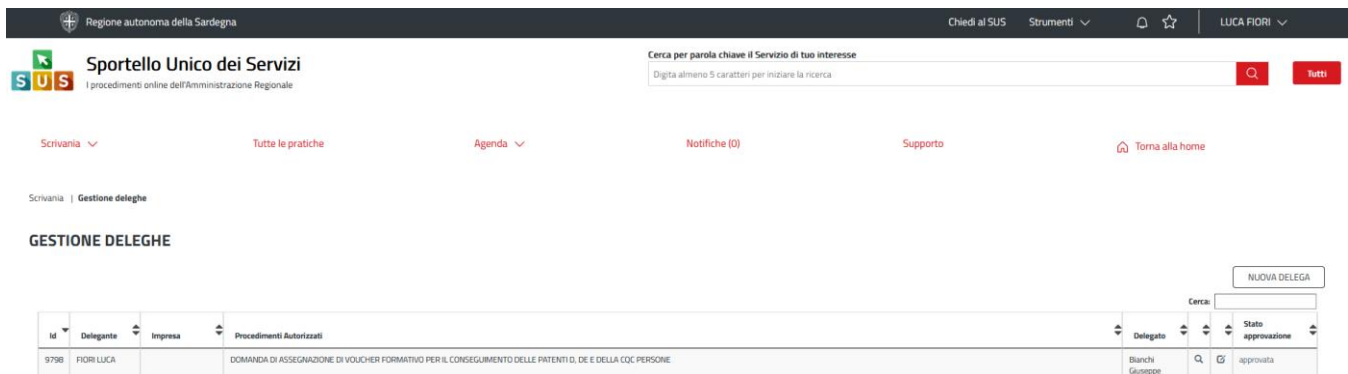 Regione autonoma della Sardegna
Chiedi al SUS Strumenti LUCA FIORI
SUS
Sportello Unico dei Servizi
I procedimenti online dell'Amministrazione Regionale
Cerca per parola chiave il Servizio di tuo interesse
Digita almeno 5 caratteri per iniziare la ricerca
Tutti
Scrivania Tutte le pratiche Agenda Notifiche (0) Supporto Torna alla home
Scrivania | Gestione deleghe
GESTIONE DELEGHE
NUOVA DELEGA
Cerca:
Id Delegante Impresa Procedimenti Autorizzati Delegato Stato approvazione
9798 FIORI LUCA DOMANDA DI ASSEGNAZIONE DI VOUCHER FORMATIVO PER IL CONSEGUIMENTO DELLE PATENTI D, DE E DELLA CQC PERSONE Bianchi Giuseppe approvata